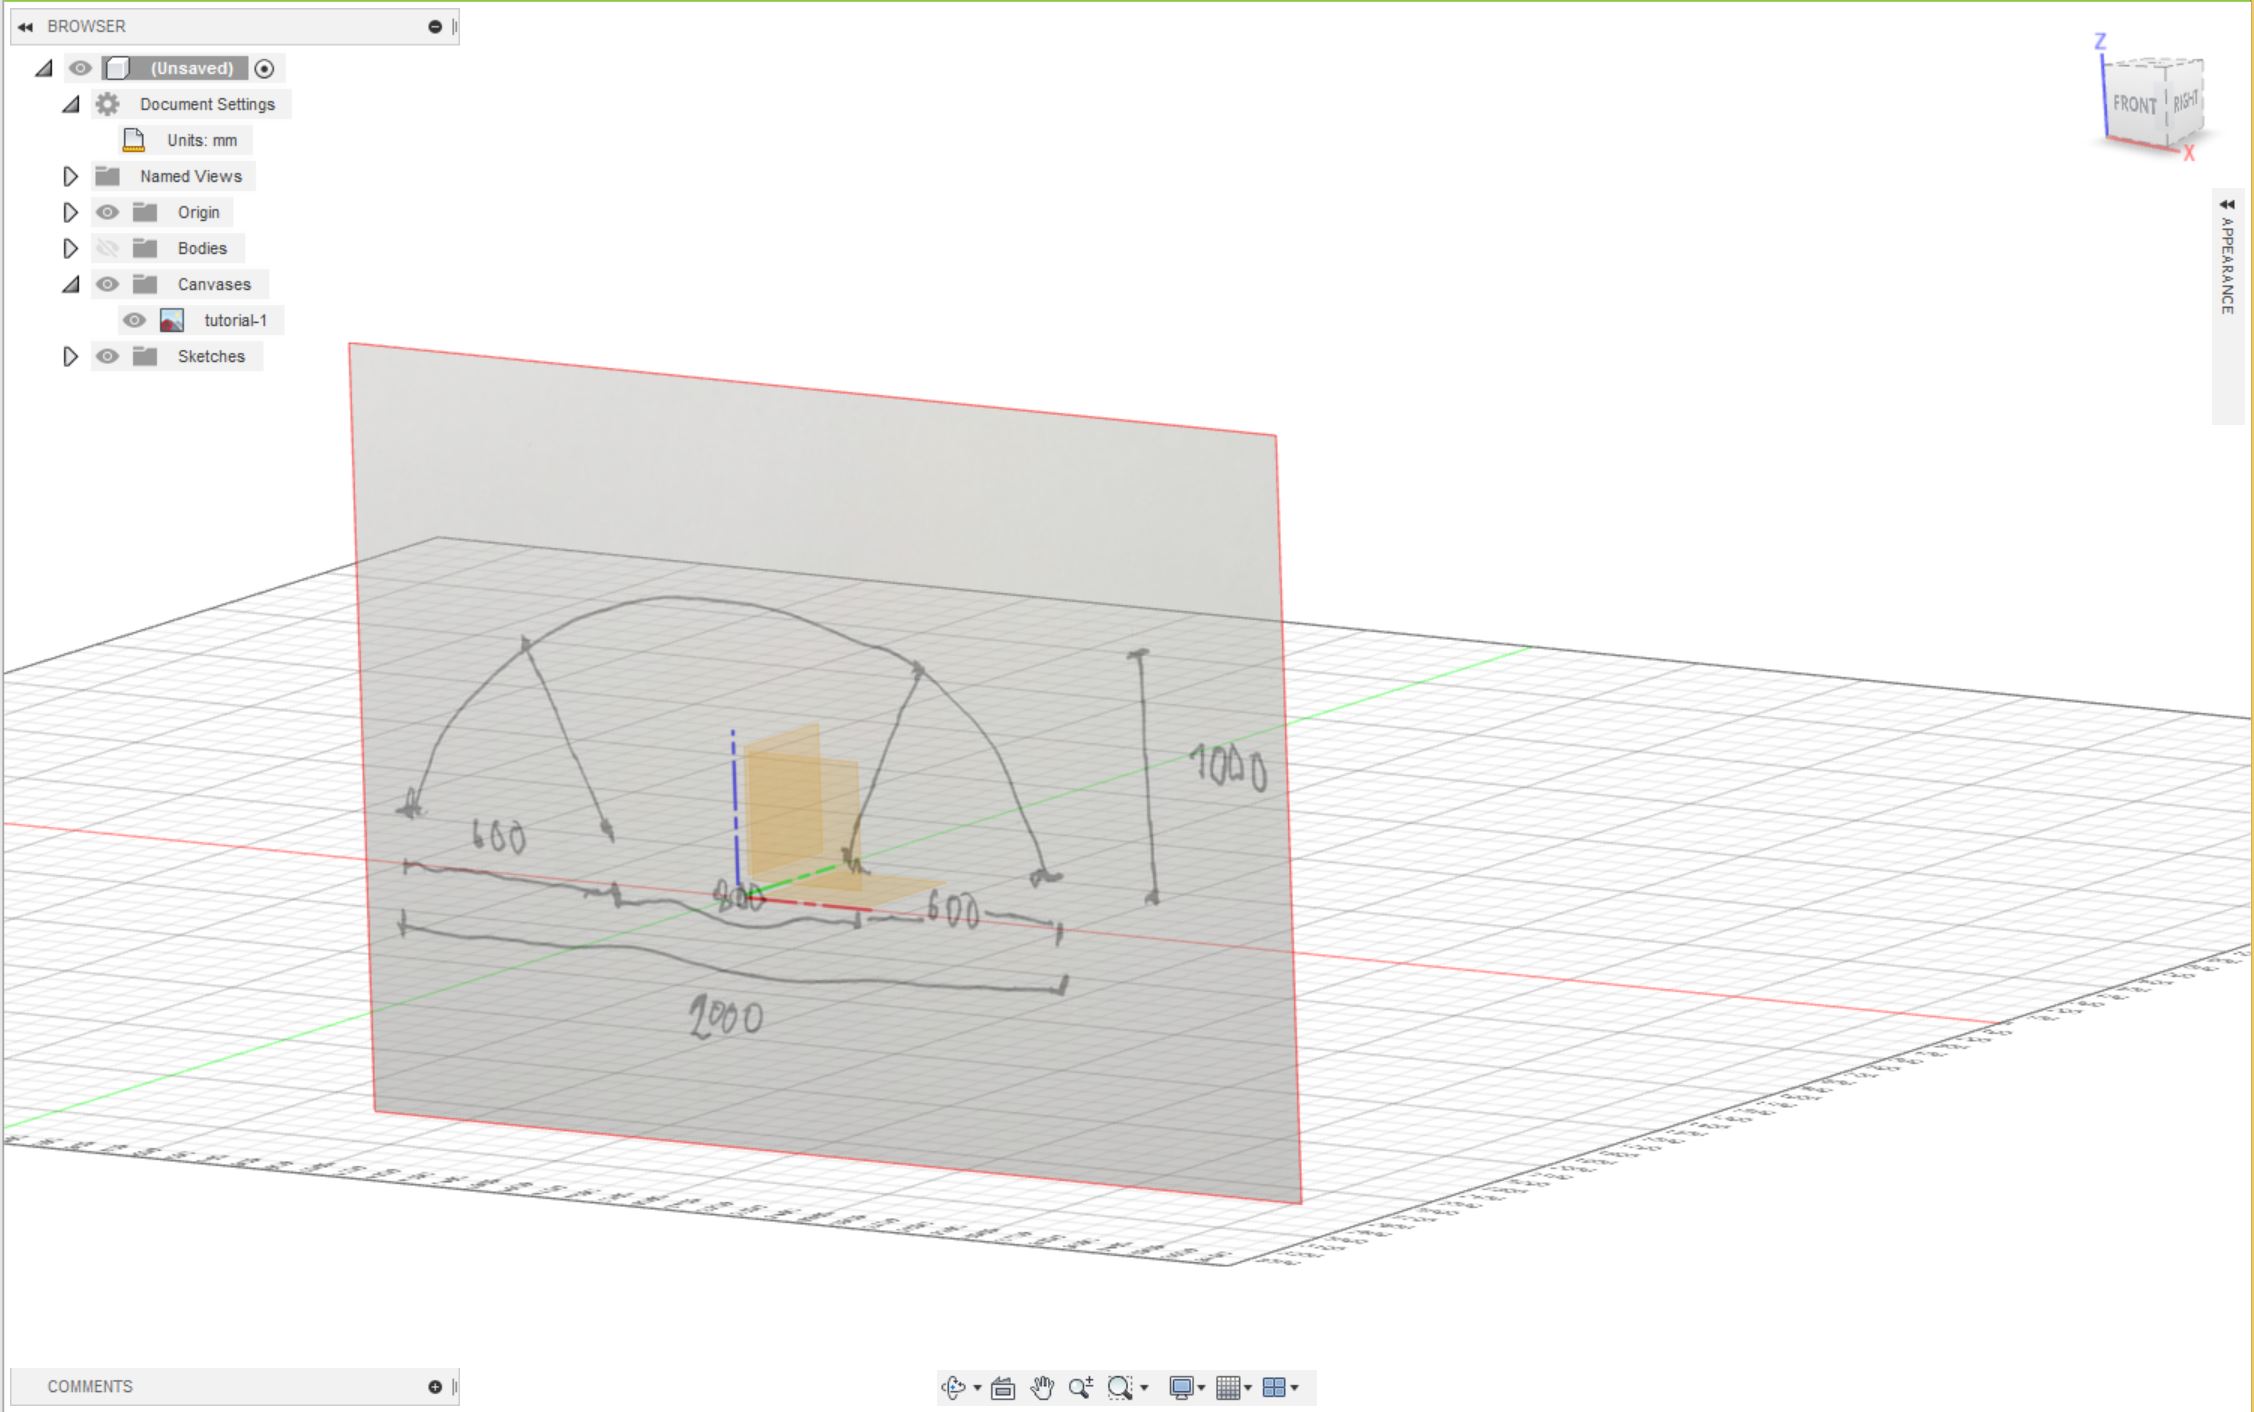 BROWSER
(Unsaved)
Document Settings
Units: mm
Named Views
Origin
Bodies
Canvases
tutorial-1
Sketches
Z
FRONT
RIGHT
X
APPEARANCE
600
800
600
1000
2000
COMMENTS